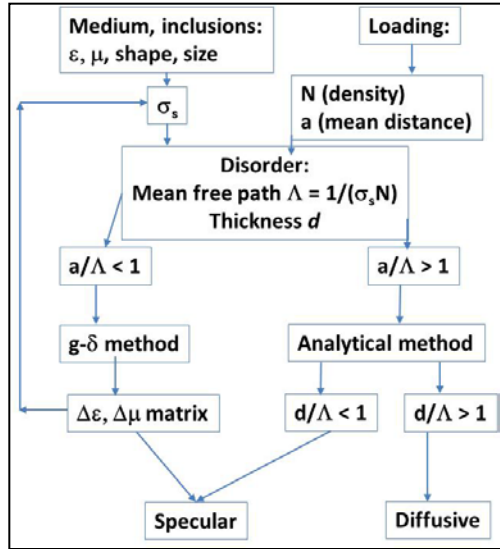 Medium, inclusions:
ε, μ, shape, size
Loading:
σs
N (density)
a (mean distance)
Disorder:
Mean free path Λ = 1/(σsN)
Thickness d
a/Λ < 1
a/Λ > 1
g-δ method
Analytical method
Δε, Δμ matrix
d/Λ < 1
d/Λ > 1
Specular
Diffusive